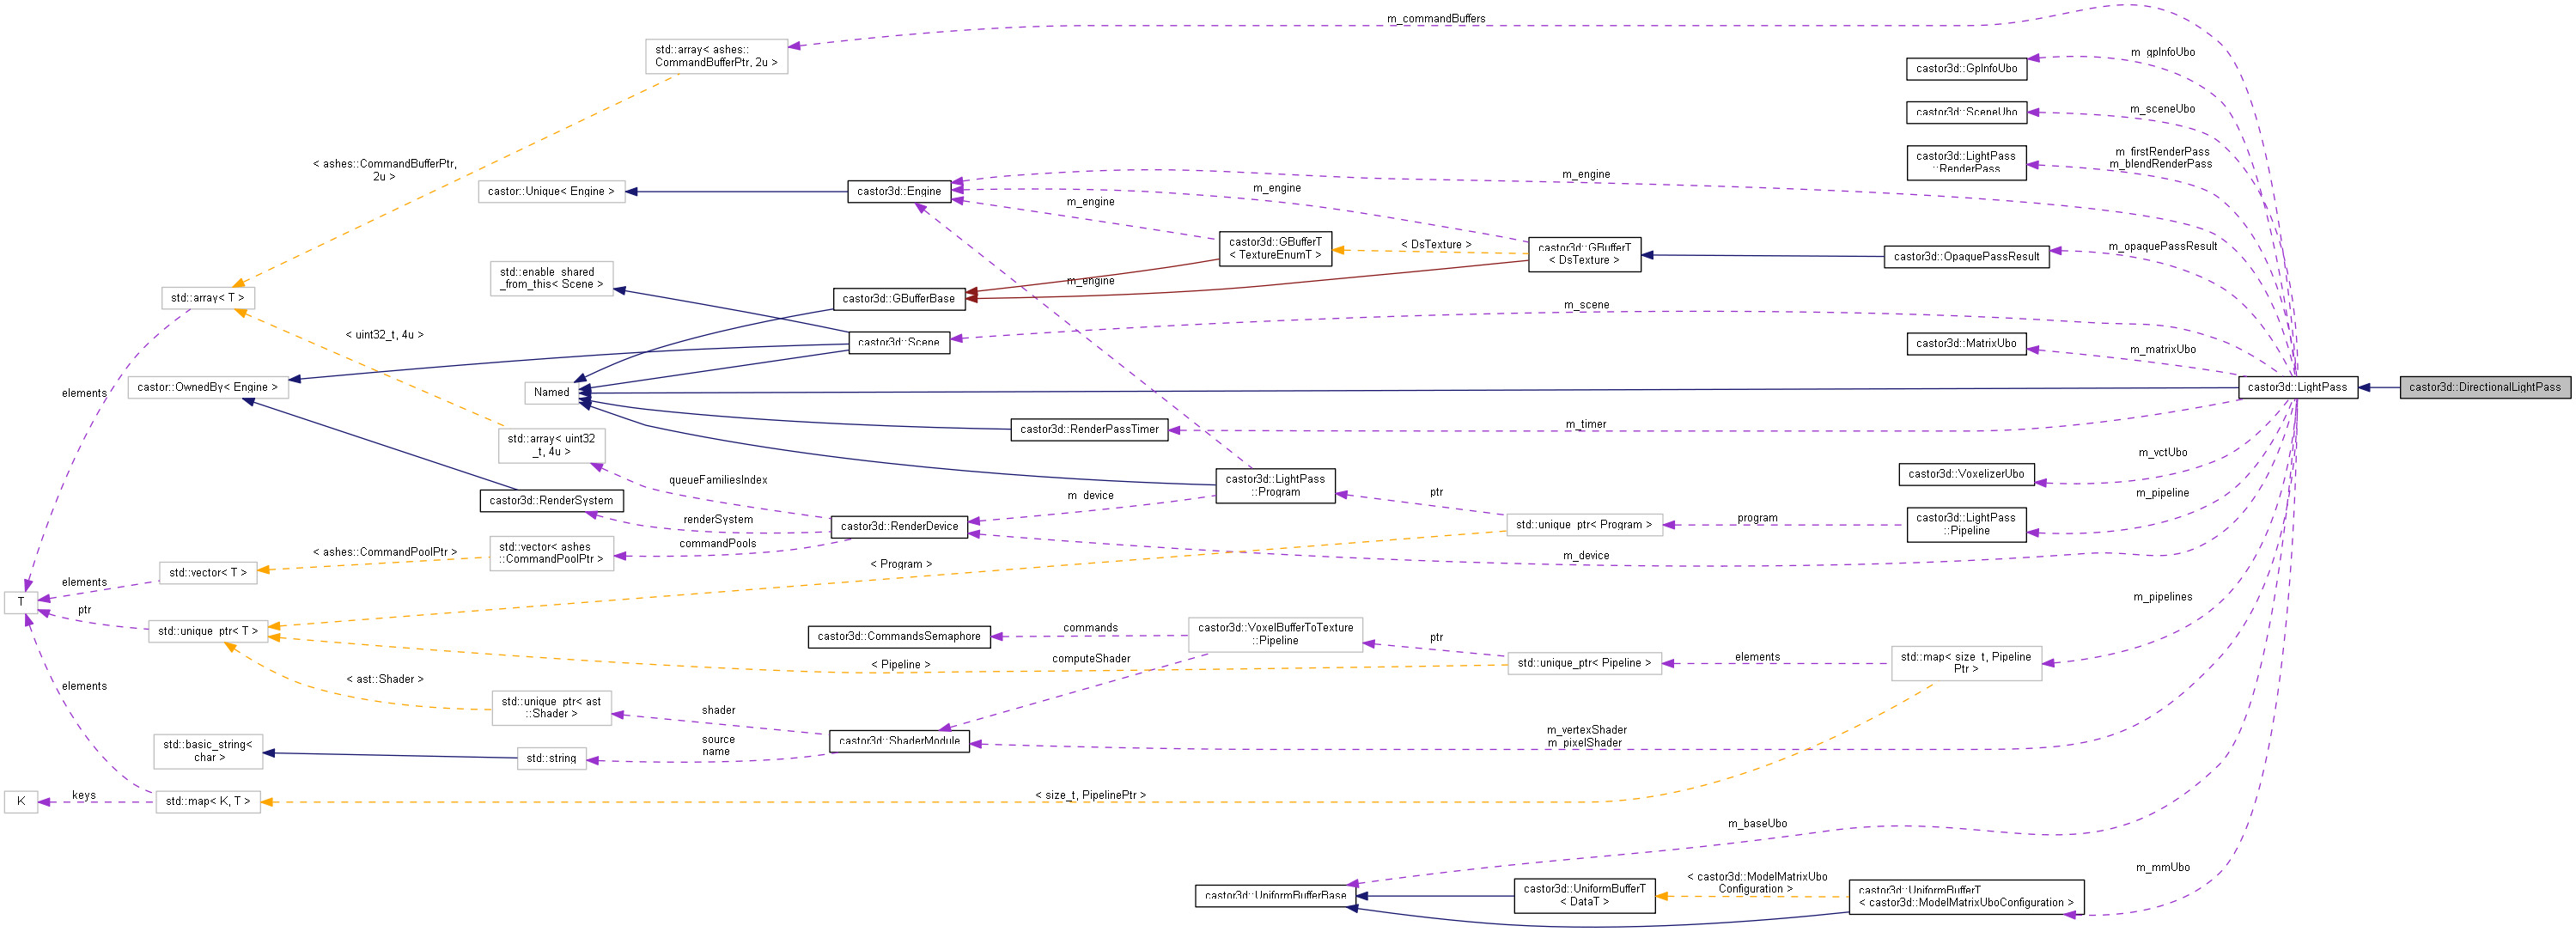 m_commandBuffers
std::array< ashes::
CommandBufferPtr, 2u >
m_gpInfoUbo
castor3d::GpInfoUbo
m_sceneUbo
castor3d::SceneUbo
m_firstRenderPass
m_blendRenderPass
castor3d::LightPass
::RenderPass
< ashes::CommandBufferPtr,
2u >
castor::Unique< Engine >
castor3d::Engine
m_engine
m_engine
m_engine
castor3d::GBufferT
< TextureEnumT >
< DsTexture >
castor3d::GBufferT
< DsTexture >
m_opaquePassResult
castor3d::OpaquePassResult
std::enable_shared
_from_this< Scene >
m_engine
std::array< T >
castor3d::GBufferBase
m_scene
< uint32_t, 4u >
castor3d::Scene
castor3d::MatrixUbo
m_matrixUbo
elements
castor::OwnedBy< Engine >
Named
castor3d::LightPass
castor3d::DirectionalLightPass
std::array< uint32
_t, 4u >
castor3d::RenderPassTimer
m_timer
m_vctUbo
castor3d::VoxelizerUbo
queueFamiliesIndex
castor3d::LightPass
::Program
ptr
m_pipeline
castor3d::RenderSystem
renderSystem
m_device
castor3d::RenderDevice
std::unique_ptr< Program >
program
castor3d::LightPass
::Pipeline
commandPools
< ashes::CommandPoolPtr >
std::vector< ashes
::CommandPoolPtr >
m_device
std::vector< T >
elements
< Program >
T
ptr
m_pipelines
std::unique_ptr< T >
castor3d::CommandsSemaphore
commands
castor3d::VoxelBufferToTexture
::Pipeline
ptr
computeShader
< Pipeline >
std::unique_ptr< Pipeline >
elements
std::map< size_t, Pipeline
Ptr >
elements
< ast::Shader >
std::unique_ptr< ast
::Shader >
shader
castor3d::ShaderModule
m_vertexShader
m_pixelShader
std::basic_string<
char >
std::string
source
name
K
keys
std::map< K, T >
< size_t, PipelinePtr >
m_baseUbo
m_mmUbo
castor3d::UniformBufferBase
castor3d::UniformBufferT
< DataT >
< castor3d::ModelMatrixUbo
Configuration >
castor3d::UniformBufferT
< castor3d::ModelMatrixUboConfiguration >